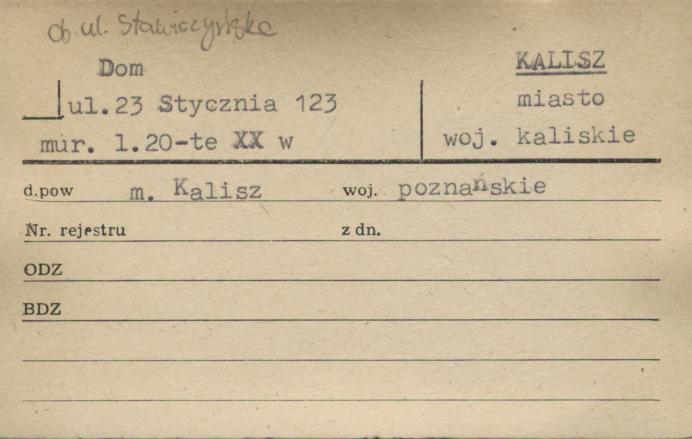 Ob. ul. Stawiszyńska
Dom
KALISZ
ul.23 Stycznia 123
miasto
mur. l.20-te XX w
woj. kaliskie
d.pow m. Kalisz woj. poznańskie
Nr. rejestru z dn.
ODZ
BDZ